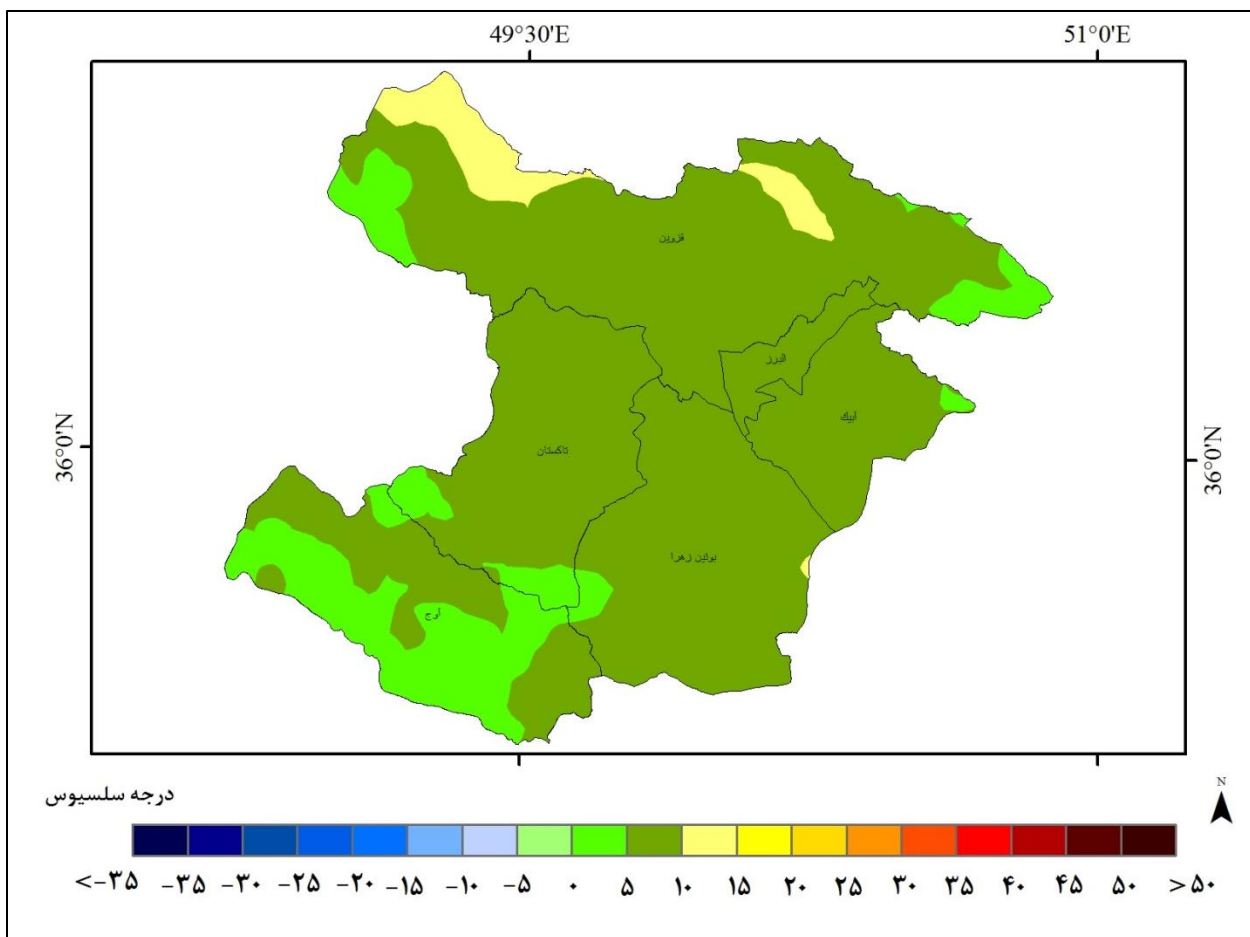 49°30'E 51°0'E
قزوین
البرز
آبیک
36°0'N 36°0'N
تاکستان
بوئین زهرا
آوج
درجه سلسیوس
N
<-۳۵ -۳۵ -۳۰ -۲۵ -۲۰ -۱۵ -۱۰ -۵ ۰ ۵ ۱۰ ۱۵ ۲۰ ۲۵ ۳۰ ۳۵ ۴۰ ۴۵ ۵۰ >۵۰